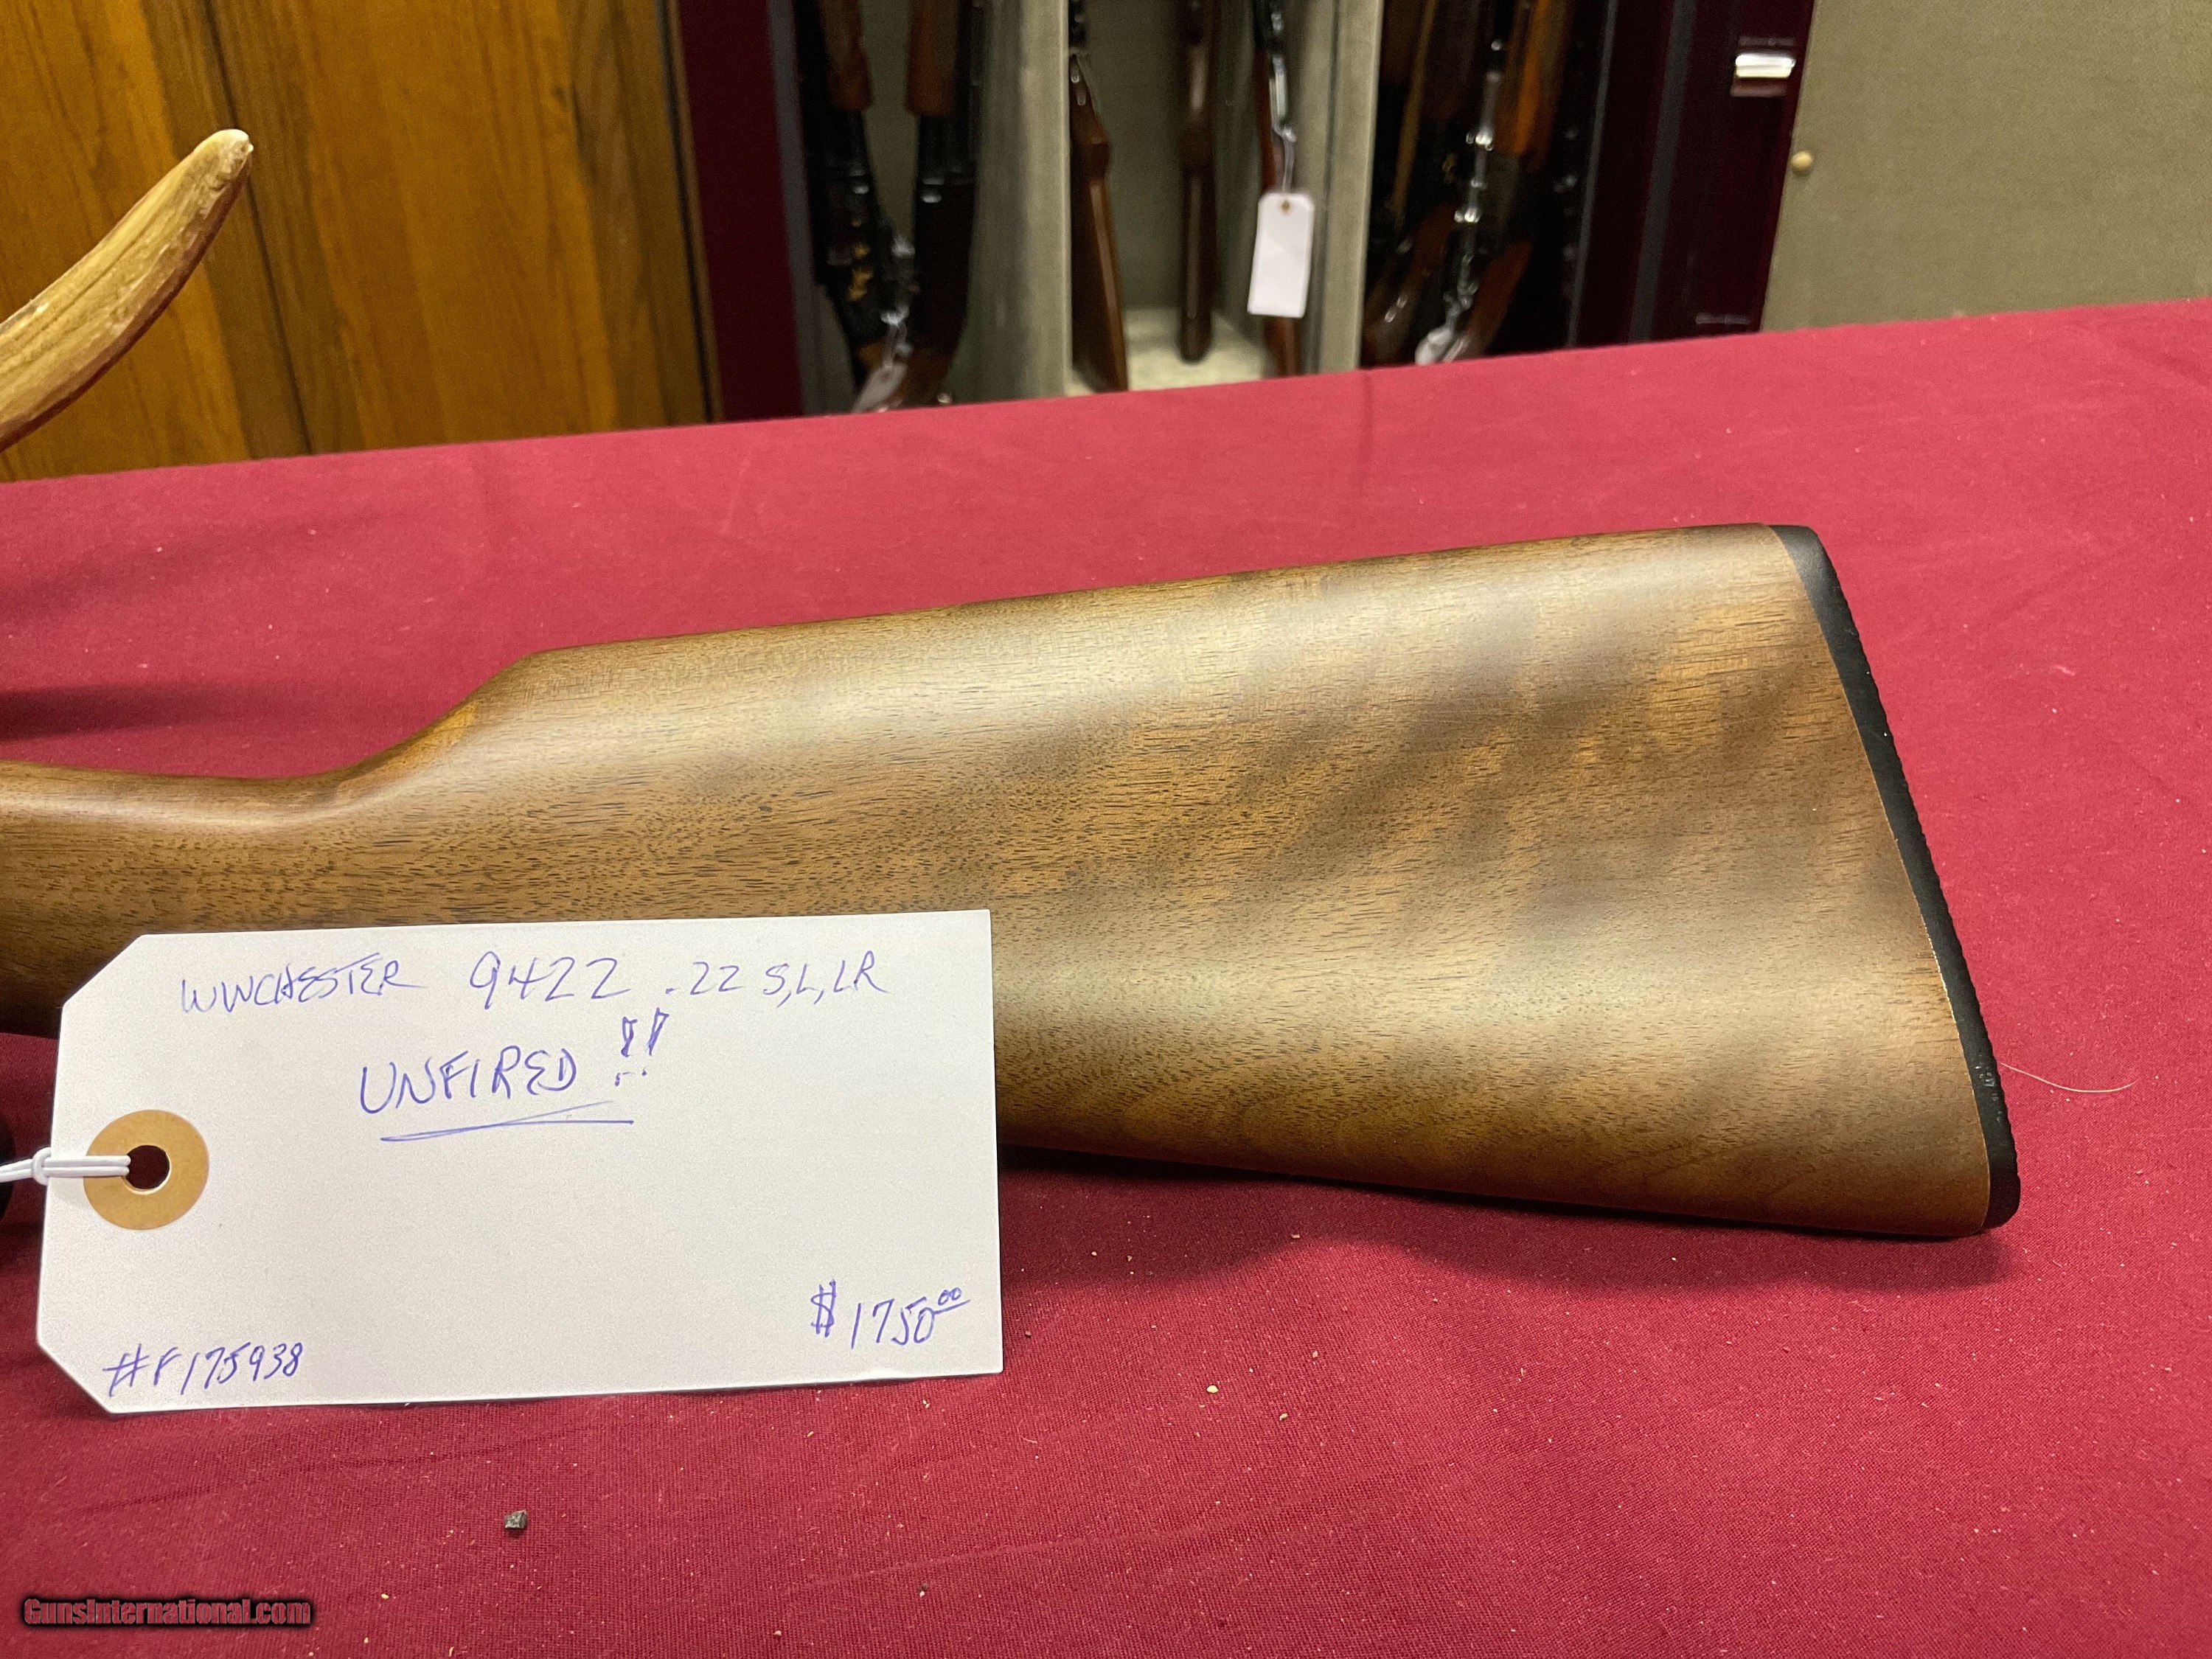 WINCHESTER 9422 .22 S,L,LR
UNFIRED!!
$1750.00
#F175938
GunsInternational.com